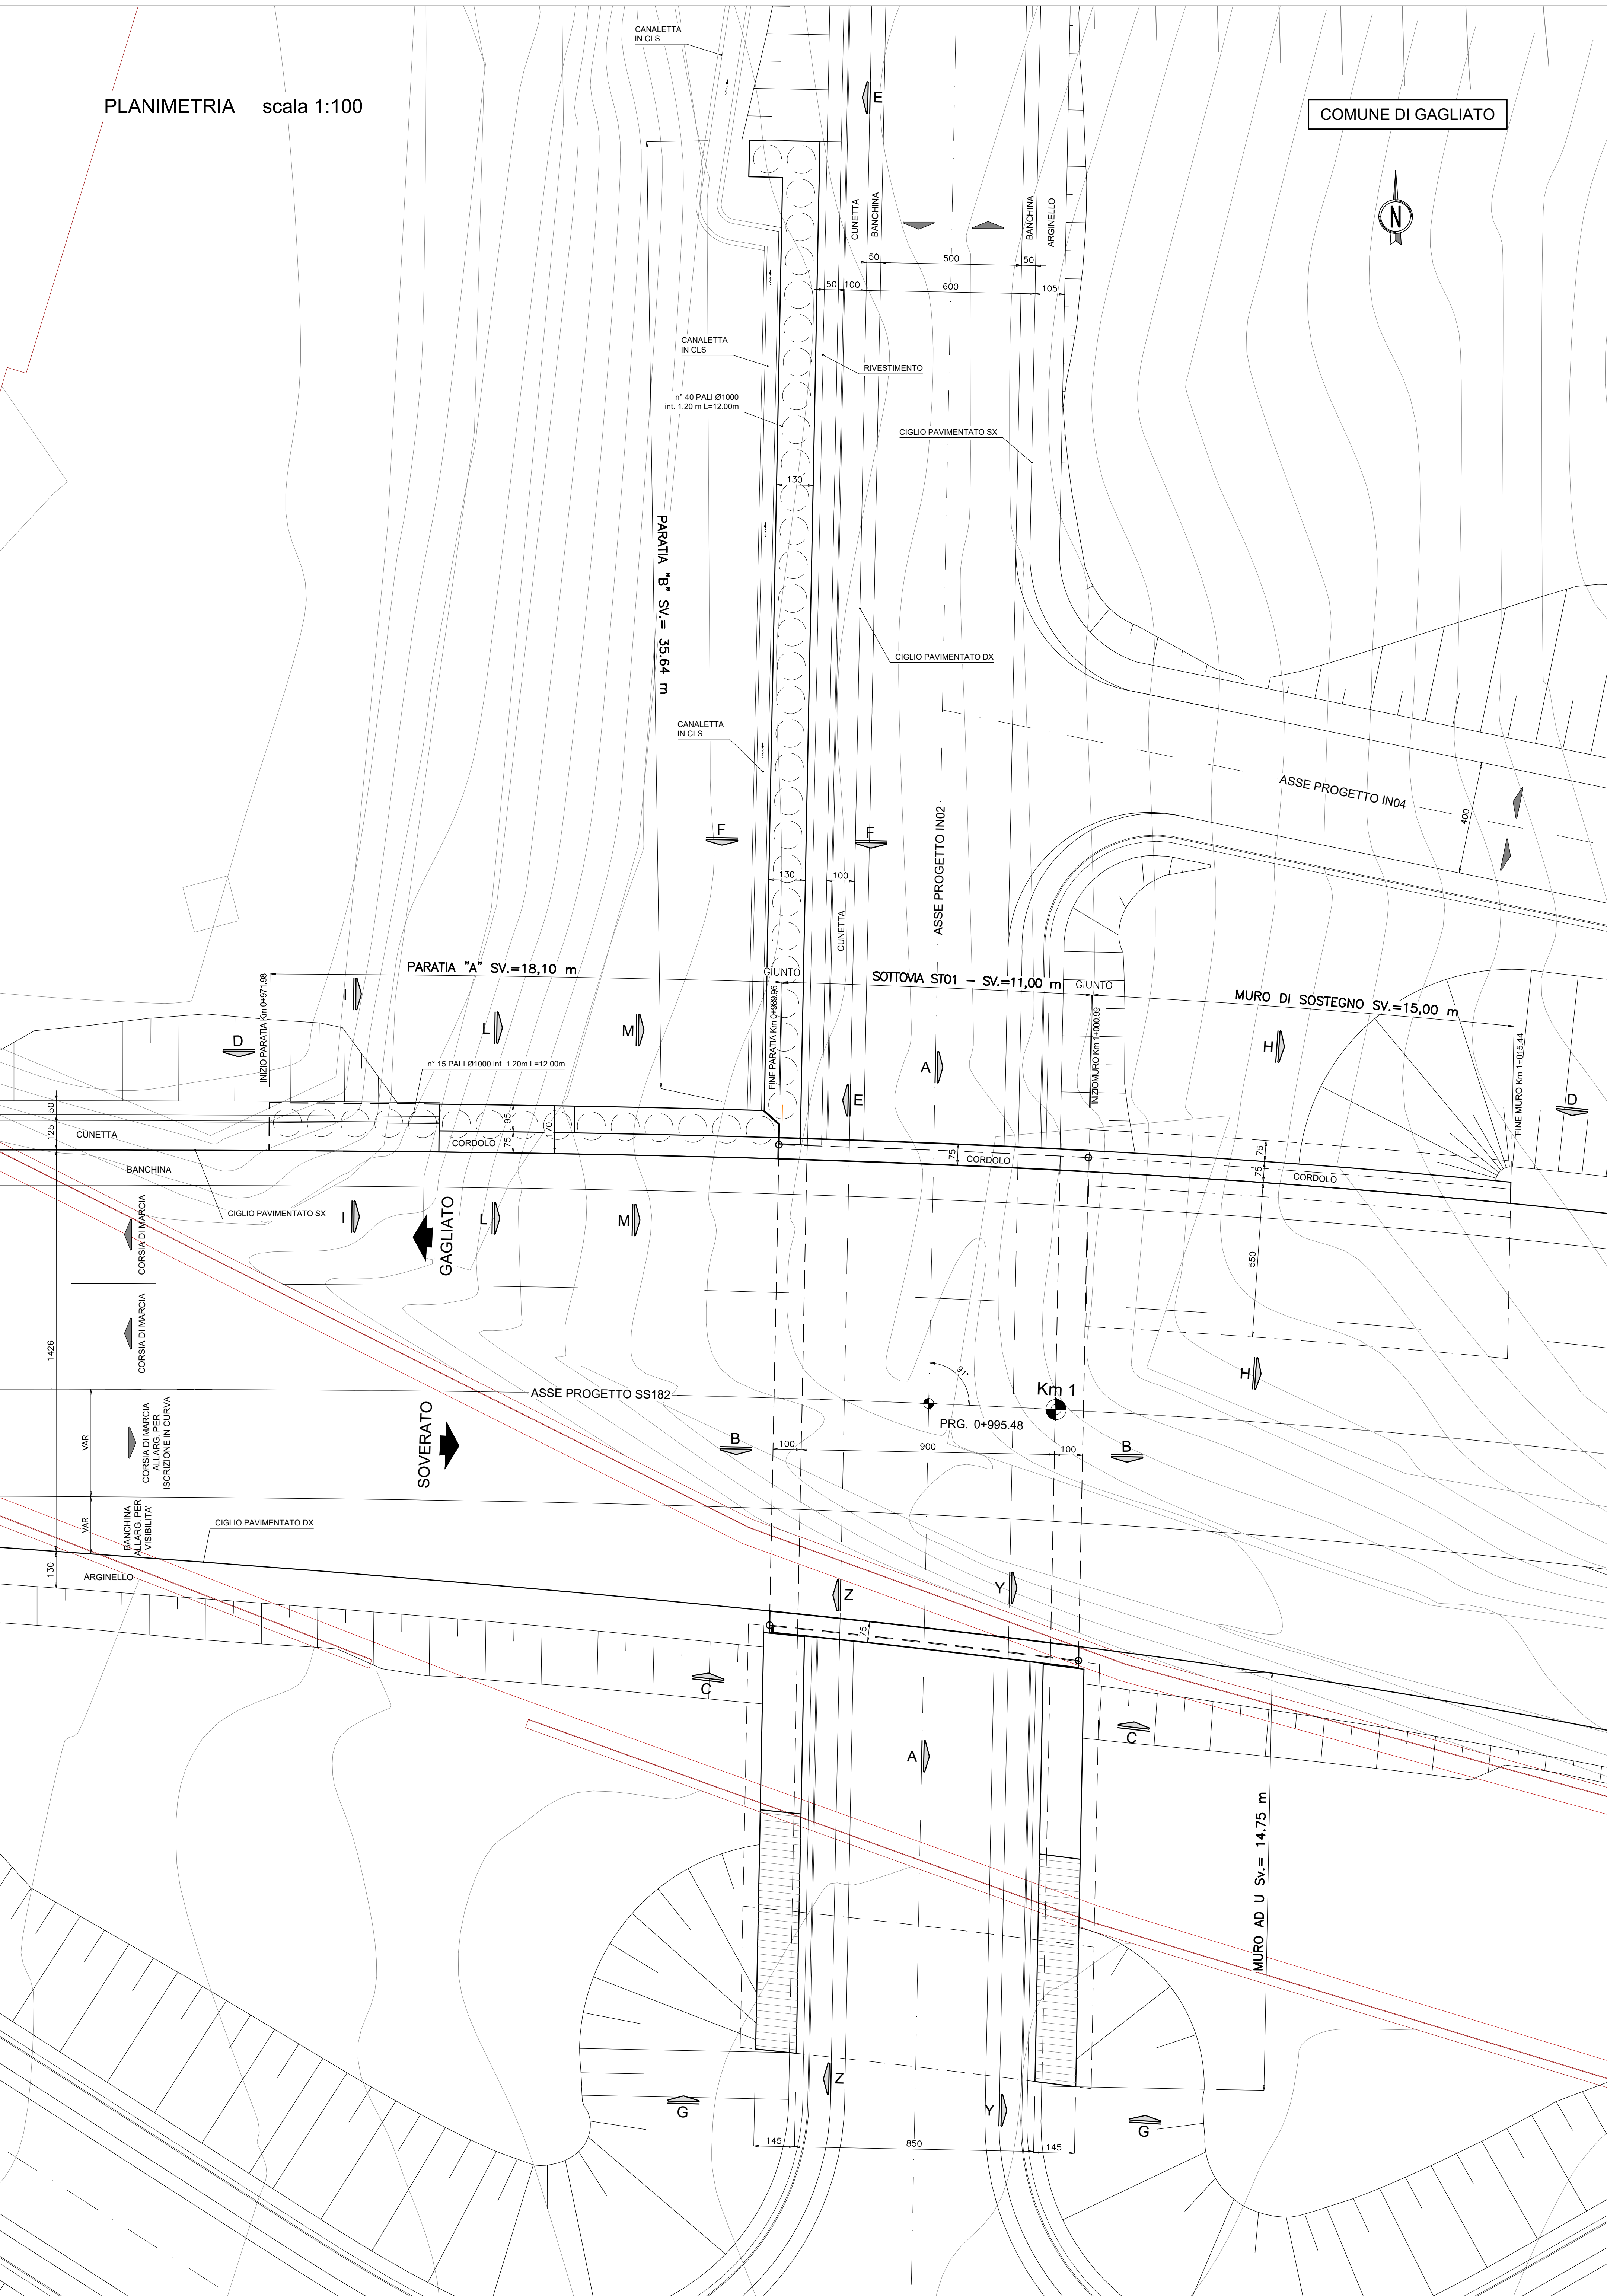 CANALETTA
IN CLS
E
PLANIMETRIA scala 1:100
COMUNE DI GAGLIATO
N
CUNETTA
BANCHINA
BANCHINA
ARGINELLO
50
500
50
50
100
600
105
CANALETTA
IN CLS
RIVESTIMENTO
n° 40 PALI Ø1000
int. 1.20 m L=12.00m
CIGLIO PAVIMENTATO SX
130
PARATIA "B" SV.= 35.64 m
CIGLIO PAVIMENTATO DX
CANALETTA
IN CLS
ASSE PROGETTO IN04
400
F
F
ASSE PROGETTO IN02
130
100
CUNETTA
PARATIA "A" SV.=18,10 m
GIUNTO
SOTTOVIA ST01 - SV.=11,00 m
GIUNTO
MURO DI SOSTEGNO SV.=15,00 m
INIZIO PARATIA Km 0+971.98
I
FINE PARATIA Km 0+989.96
INIZIOMURO Km 1+000.99
FINE MURO Km 1+015.44
D
L
M
H
n° 15 PALI Ø1000 int. 1.20m L=12.00m
A
E
D
50
125
CUNETTA
95
75
170
CORDOLO
75
CORDOLO
75
75
CORDOLO
BANCHINA
CIGLIO PAVIMENTATO SX
I
L
M
GAGLIATO
CORSIA DI MARCIA
550
CORSIA DI MARCIA
1426
91°
H
ASSE PROGETTO SS182
Km 1
PRG. 0+995.48
SOVERATO
VAR
CORSIA DI MARCIA
ALLARG. PER
ISCRIZIONE IN CURVA
B
100
900
100
B
VAR
BANCHINA
ALLARG. PER
VISIBILITA'
CIGLIO PAVIMENTATO DX
130
ARGINELLO
Z
Y
75
C
C
A
MURO AD U Sv.= 14.75 m
Z
Y
G
G
145
850
145